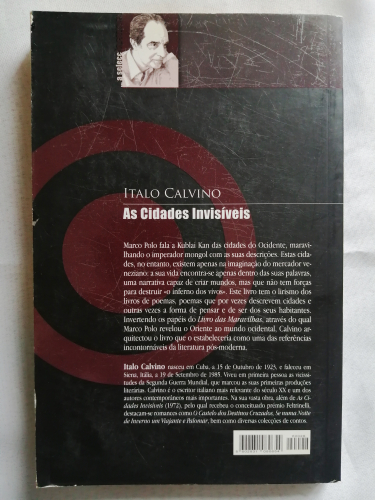 a selecç
ITALO CALVINO
As Cidades Invisíveis
Marco Polo fala a Kublai Kan das cidades do Ocidente, maravi-
lhando o imperador mongol com as suas descrições. Estas cida-
des, no entanto, existem apenas na imaginação do mercador ve-
neziano: a sua vida encontra-se apenas dentro das suas palavras,
uma narrativa capaz de criar mundos, mas que não tem forças
para destruir «o inferno dos vivos». Este livro tem o lirismo dos
livros de poemas, poemas que por vezes descrevem cidades e
outras vezes a forma de pensar e de ser dos seus habitantes.
Invertendo os papéis do Livro das Maravilhas, através do qual
Marco Polo revelou o Oriente ao mundo ocidental, Calvino ar-
quitectou o livro que o estabeleceria como uma das referências
incontornáveis da literatura pós-moderna.
Italo Calvino nasceu em Cuba, a 15 de Outubro de 1923, e faleceu em
Siena, Itália, a 19 de Setembro de 1985. Viveu em primeira pessoa as vicissi-
tudes da Segunda Guerra Mundial, que marcou as suas primeiras produções
literárias. Calvino é o escritor italiano mais relevante do século XX e um dos
autores contemporâneos mais importantes. Na sua vasta obra, além de As Ci-
dades Invisíveis (1972), pelo qual recebeu o conceituado prémio Feltrinelli,
destacam-se romances como O Castelo dos Destinos Cruzados, Se numa Noite
de Inverno um Viajante e Palomar, bem como diversas colecções de contos.